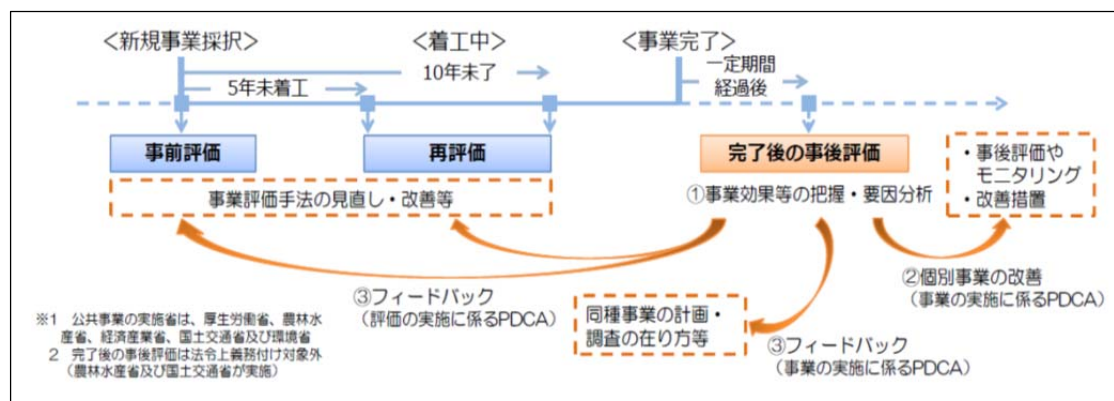 ＜新規事業採択＞
＜着工中＞
＜事業完了＞
10年未了
5年未着工
一定期間
経過後
事前評価
再評価
完了後の事後評価
・事後評価や
モニタリング
・改善措置
事業評価手法の見直し・改善等
①事業効果等の把握・要因分析
②個別事業の改善
（事業の実施に係るPDCA）
③フィードバック
（評価の実施に係るPDCA）
同種事業の計画・
調査の在り方等
③フィードバック
（事業の実施に係るPDCA）
※1　公共事業の実施省は、厚生労働省、農林水
産省、経済産業省、国土交通省及び環境省
2　完了後の事後評価は法令上義務付け対象外
（農林水産省及び国土交通省が実施）